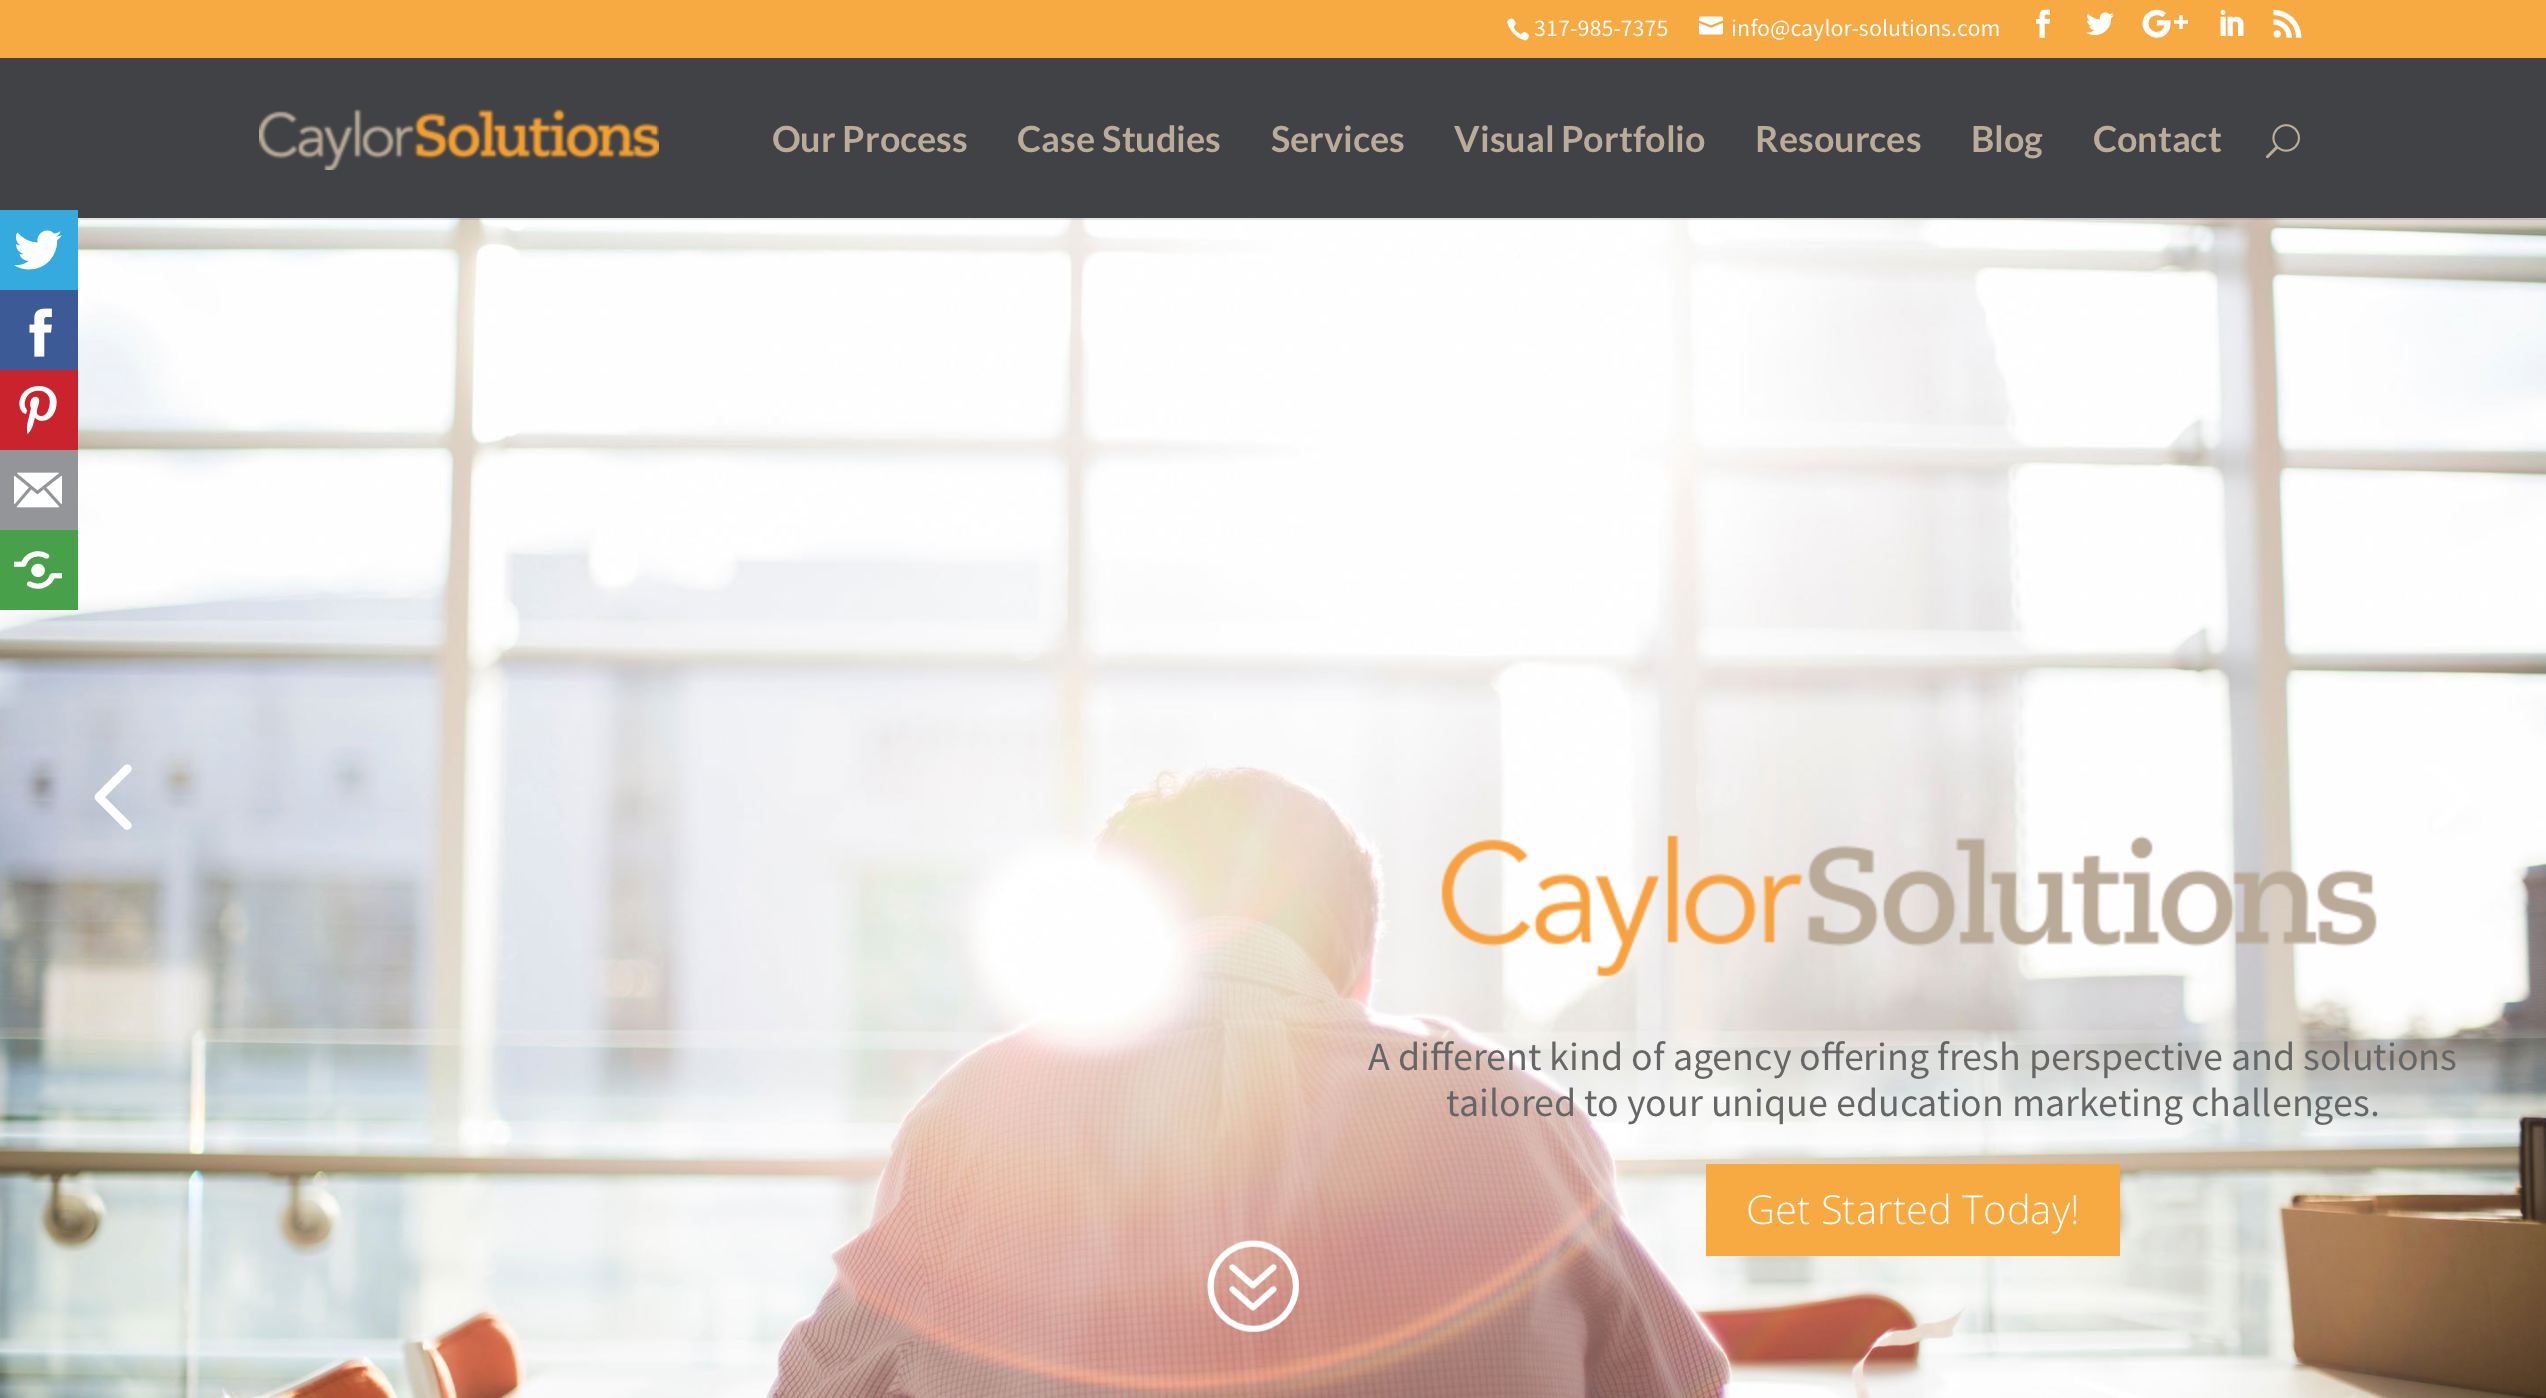 317-985-7375 info@caylor-solutions.com
CaylorSolutions Our Process Case Studies Services Visual Portfolio Resources Blog Contact
CaylorSolutions
A different kind of agency offering fresh perspective and solutions
tailored to your unique education marketing challenges.
Get Started Today!